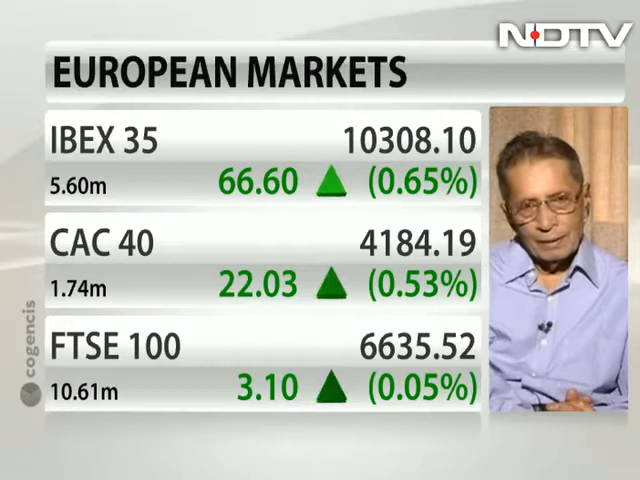 NDTV
EUROPEAN MARKETS
IBEX 35 10308.10
5.60m 66.60 ▲ (0.65%)
CAC 40 4184.19
1.74m 22.03 ▲ (0.53%)
FTSE 100 6635.52
10.61m 3.10 ▲ (0.05%)
cogencis